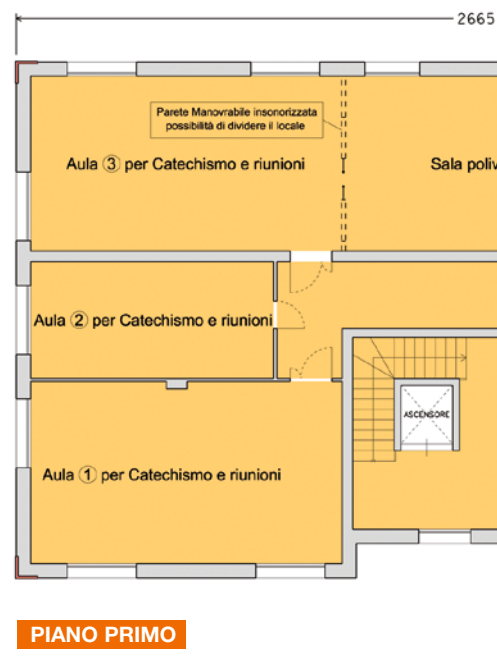 2665
Parete Manovrabile insonorizzata
possibilità di dividere il locale
Aula ③ per Catechismo e riunioni
Sala poliv
Aula ② per Catechismo e riunioni
ASCENSORE
Aula ① per Catechismo e riunioni
PIANO PRIMO